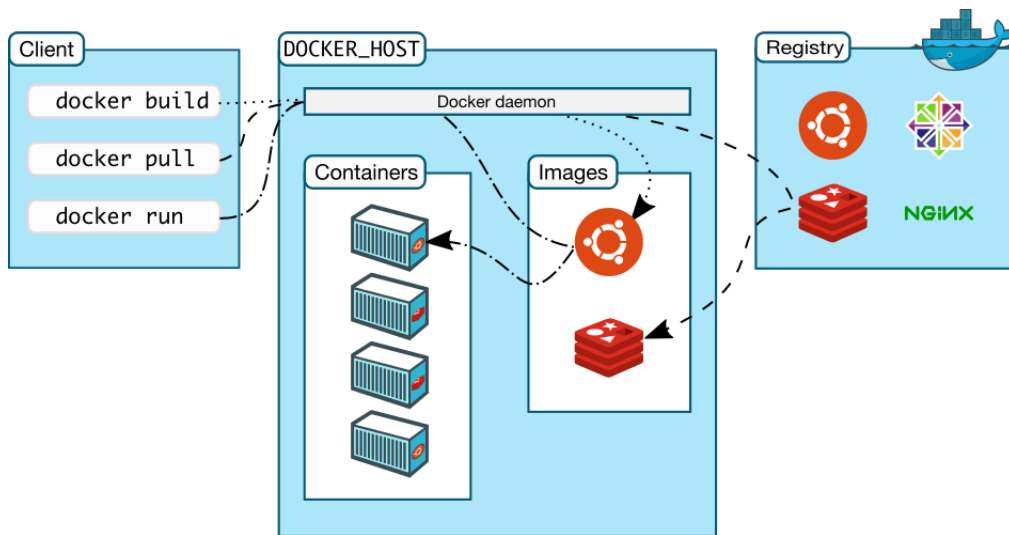 Client
docker build
docker pull
docker run
DOCKER_HOST
Docker daemon
Containers
Images
Registry
NGiNX